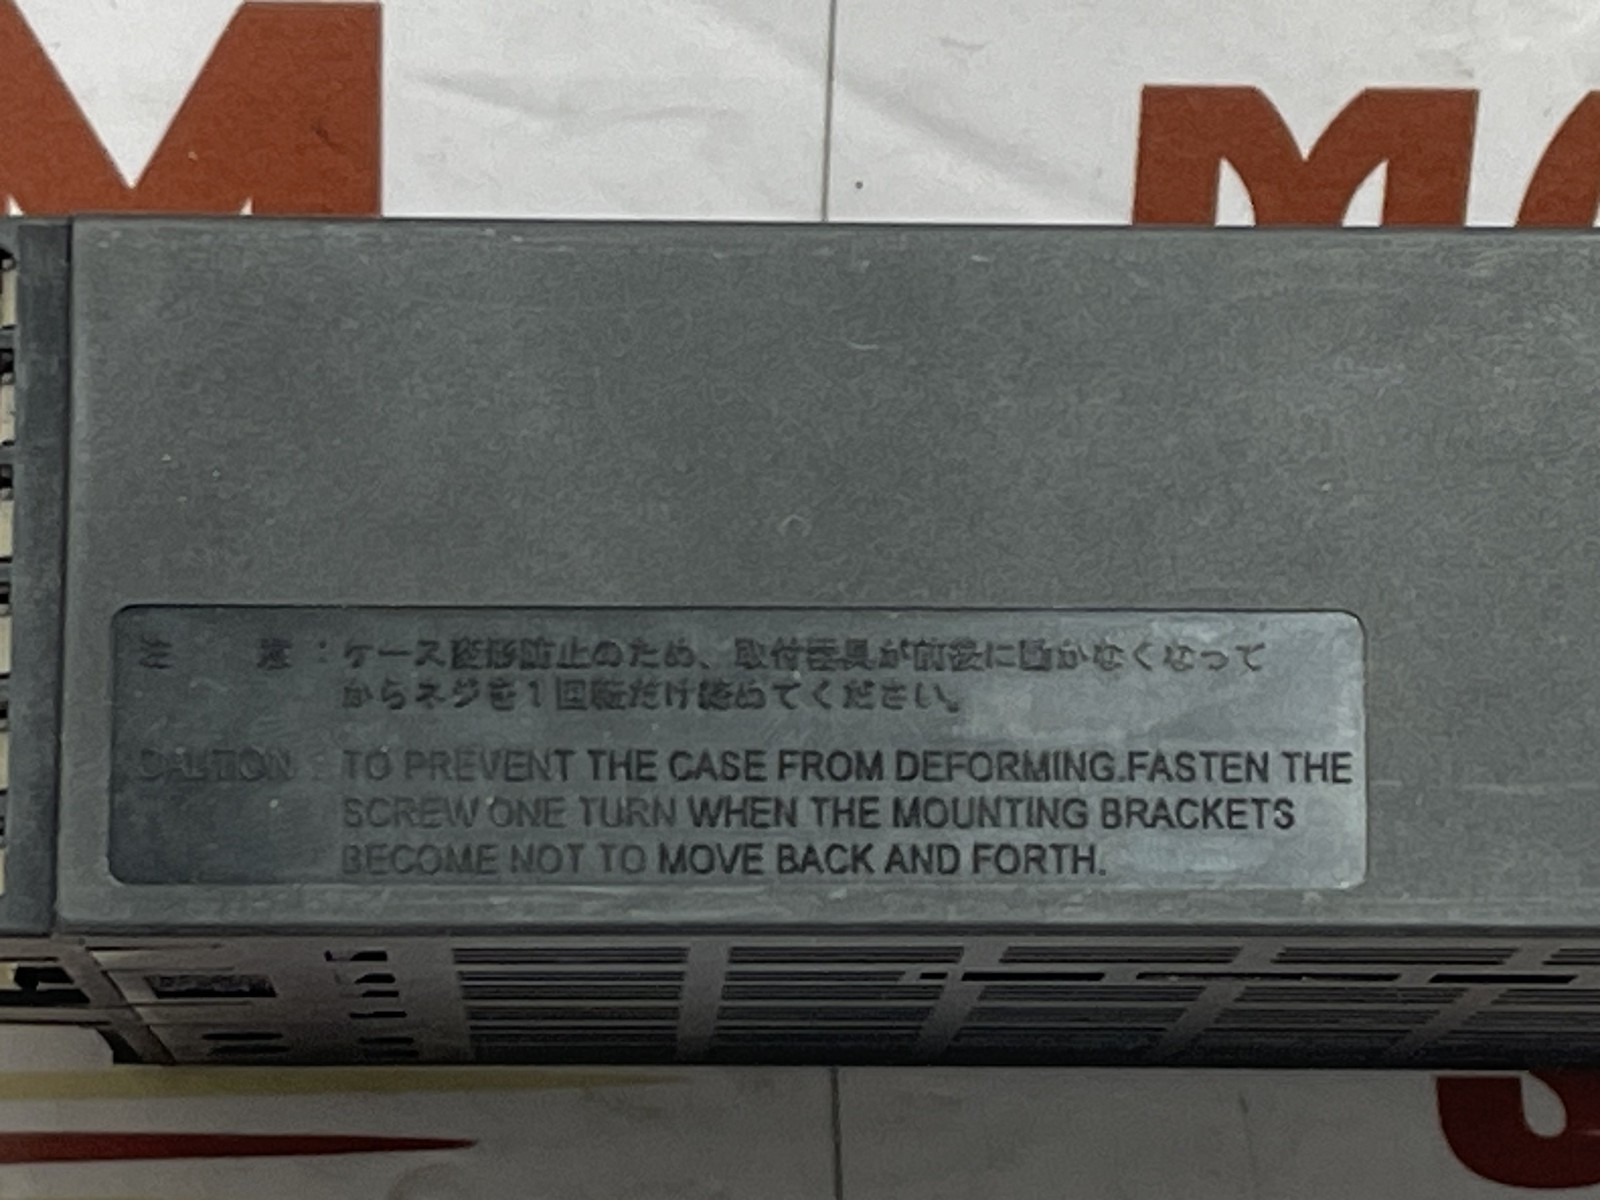 注　意：ケース変形防止のため、取付器具が前後に動かなくなって
からネジを1回転だけ締めてください。
CAUTION : TO PREVENT THE CASE FROM DEFORMING.FASTEN THE
SCREW ONE TURN WHEN THE MOUNTING BRACKETS
BECOME NOT TO MOVE BACK AND FORTH.